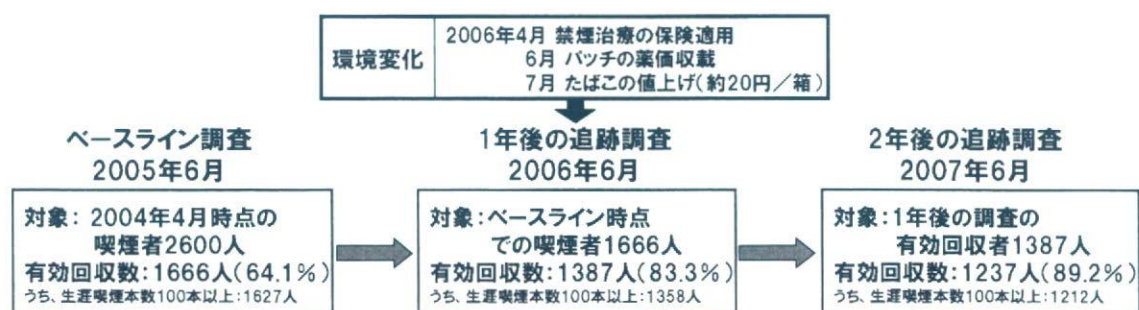 環境変化
2006年4月 禁煙治療の保険適用
6月 パッチの薬価収載
7月 たばこの値上げ(約20円/箱)
ベースライン調査
2005年6月
対象: 2004年4月時点の
喫煙者2600人
有効回収数:1666人(64.1%)
うち、生涯喫煙本数100本以上:1627人
1年後の追跡調査
2006年6月
対象:ベースライン時点
での喫煙者1666人
有効回収数:1387人(83.3%)
うち、生涯喫煙本数100本以上:1358人
2年後の追跡調査
2007年6月
対象:1年後の調査の
有効回収者1387人
有効回収数:1237人(89.2%)
うち、生涯喫煙本数100本以上:1212人